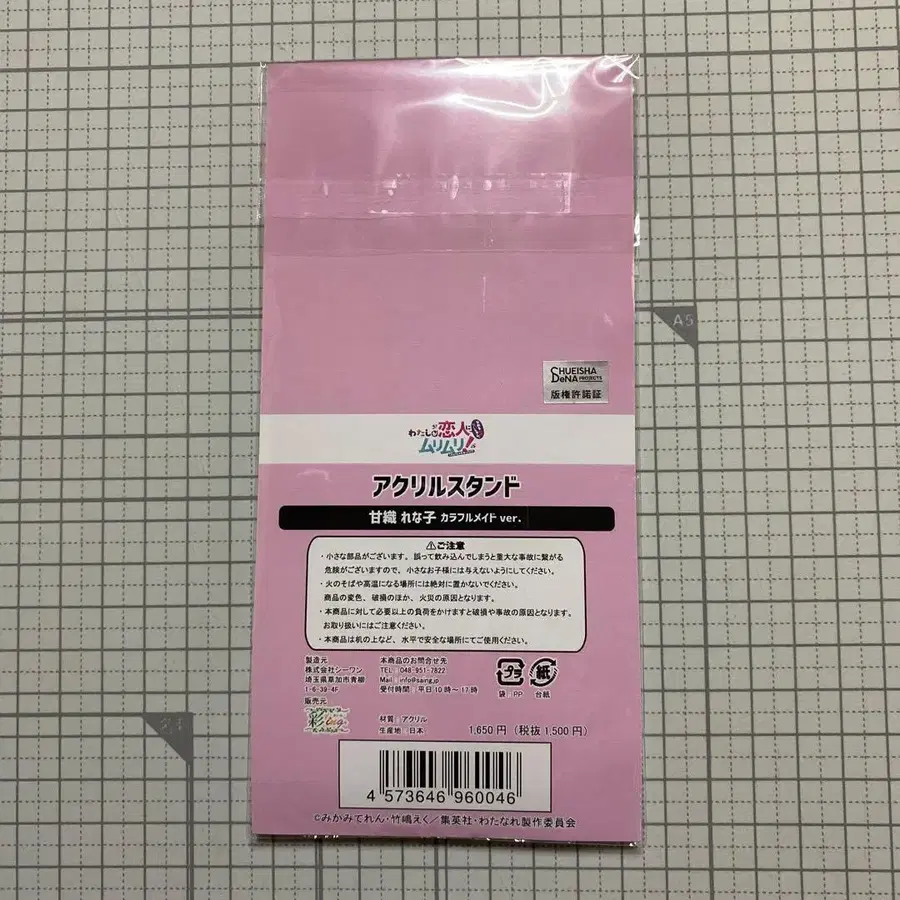 A5
SHUEISHA
DeNA PROJECTS
版権許諾証
わたしが恋人に
ムリムリ!
アクリルスタンド
甘織 れな子 カラフルメイド ver.
⚠ご注意
・小さな部品がございます。誤って飲み込んでしまうと重大な事故に繋がる
危険がございますので、小さなお子様には与えないようにしてください。
・火のそばや高温になる場所には絶対に置かないでください。
商品の変色、破損のほか、火災の原因となります。
・本商品に対して必要以上の負荷をかけますと破損や事故の原因となります。
お取り扱いにはご注意ください。
・本商品は机の上など、水平で安全な場所にてご使用ください。
製造元
株式会社シーワン
埼玉県草加市青柳
1-6-39-4F
販売元
彩ing
本商品のお問合せ先
TEL : 048-951-7822
Mail : info@saing.jp
受付時間 : 平日10時～17時
材質 : アクリル
生産地 : 日本
プラ
袋:PP
紙
台紙
1,650円（税抜1,500円）
4 573646 960046
©みかみてれん・竹嶋えく／集英社・わたなれ製作委員会